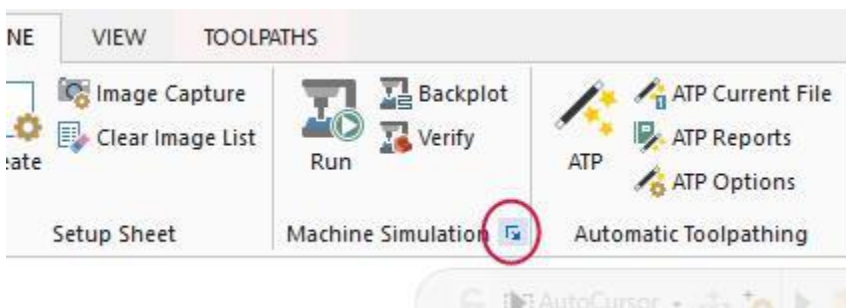 NE VIEW TOOLPATHS
Image Capture
Clear Image List
eate
Setup Sheet
Run
Backplot
Verify
Machine Simulation
ATP
ATP Current File
ATP Reports
ATP Options
Automatic Toolpathing
AutoCursor